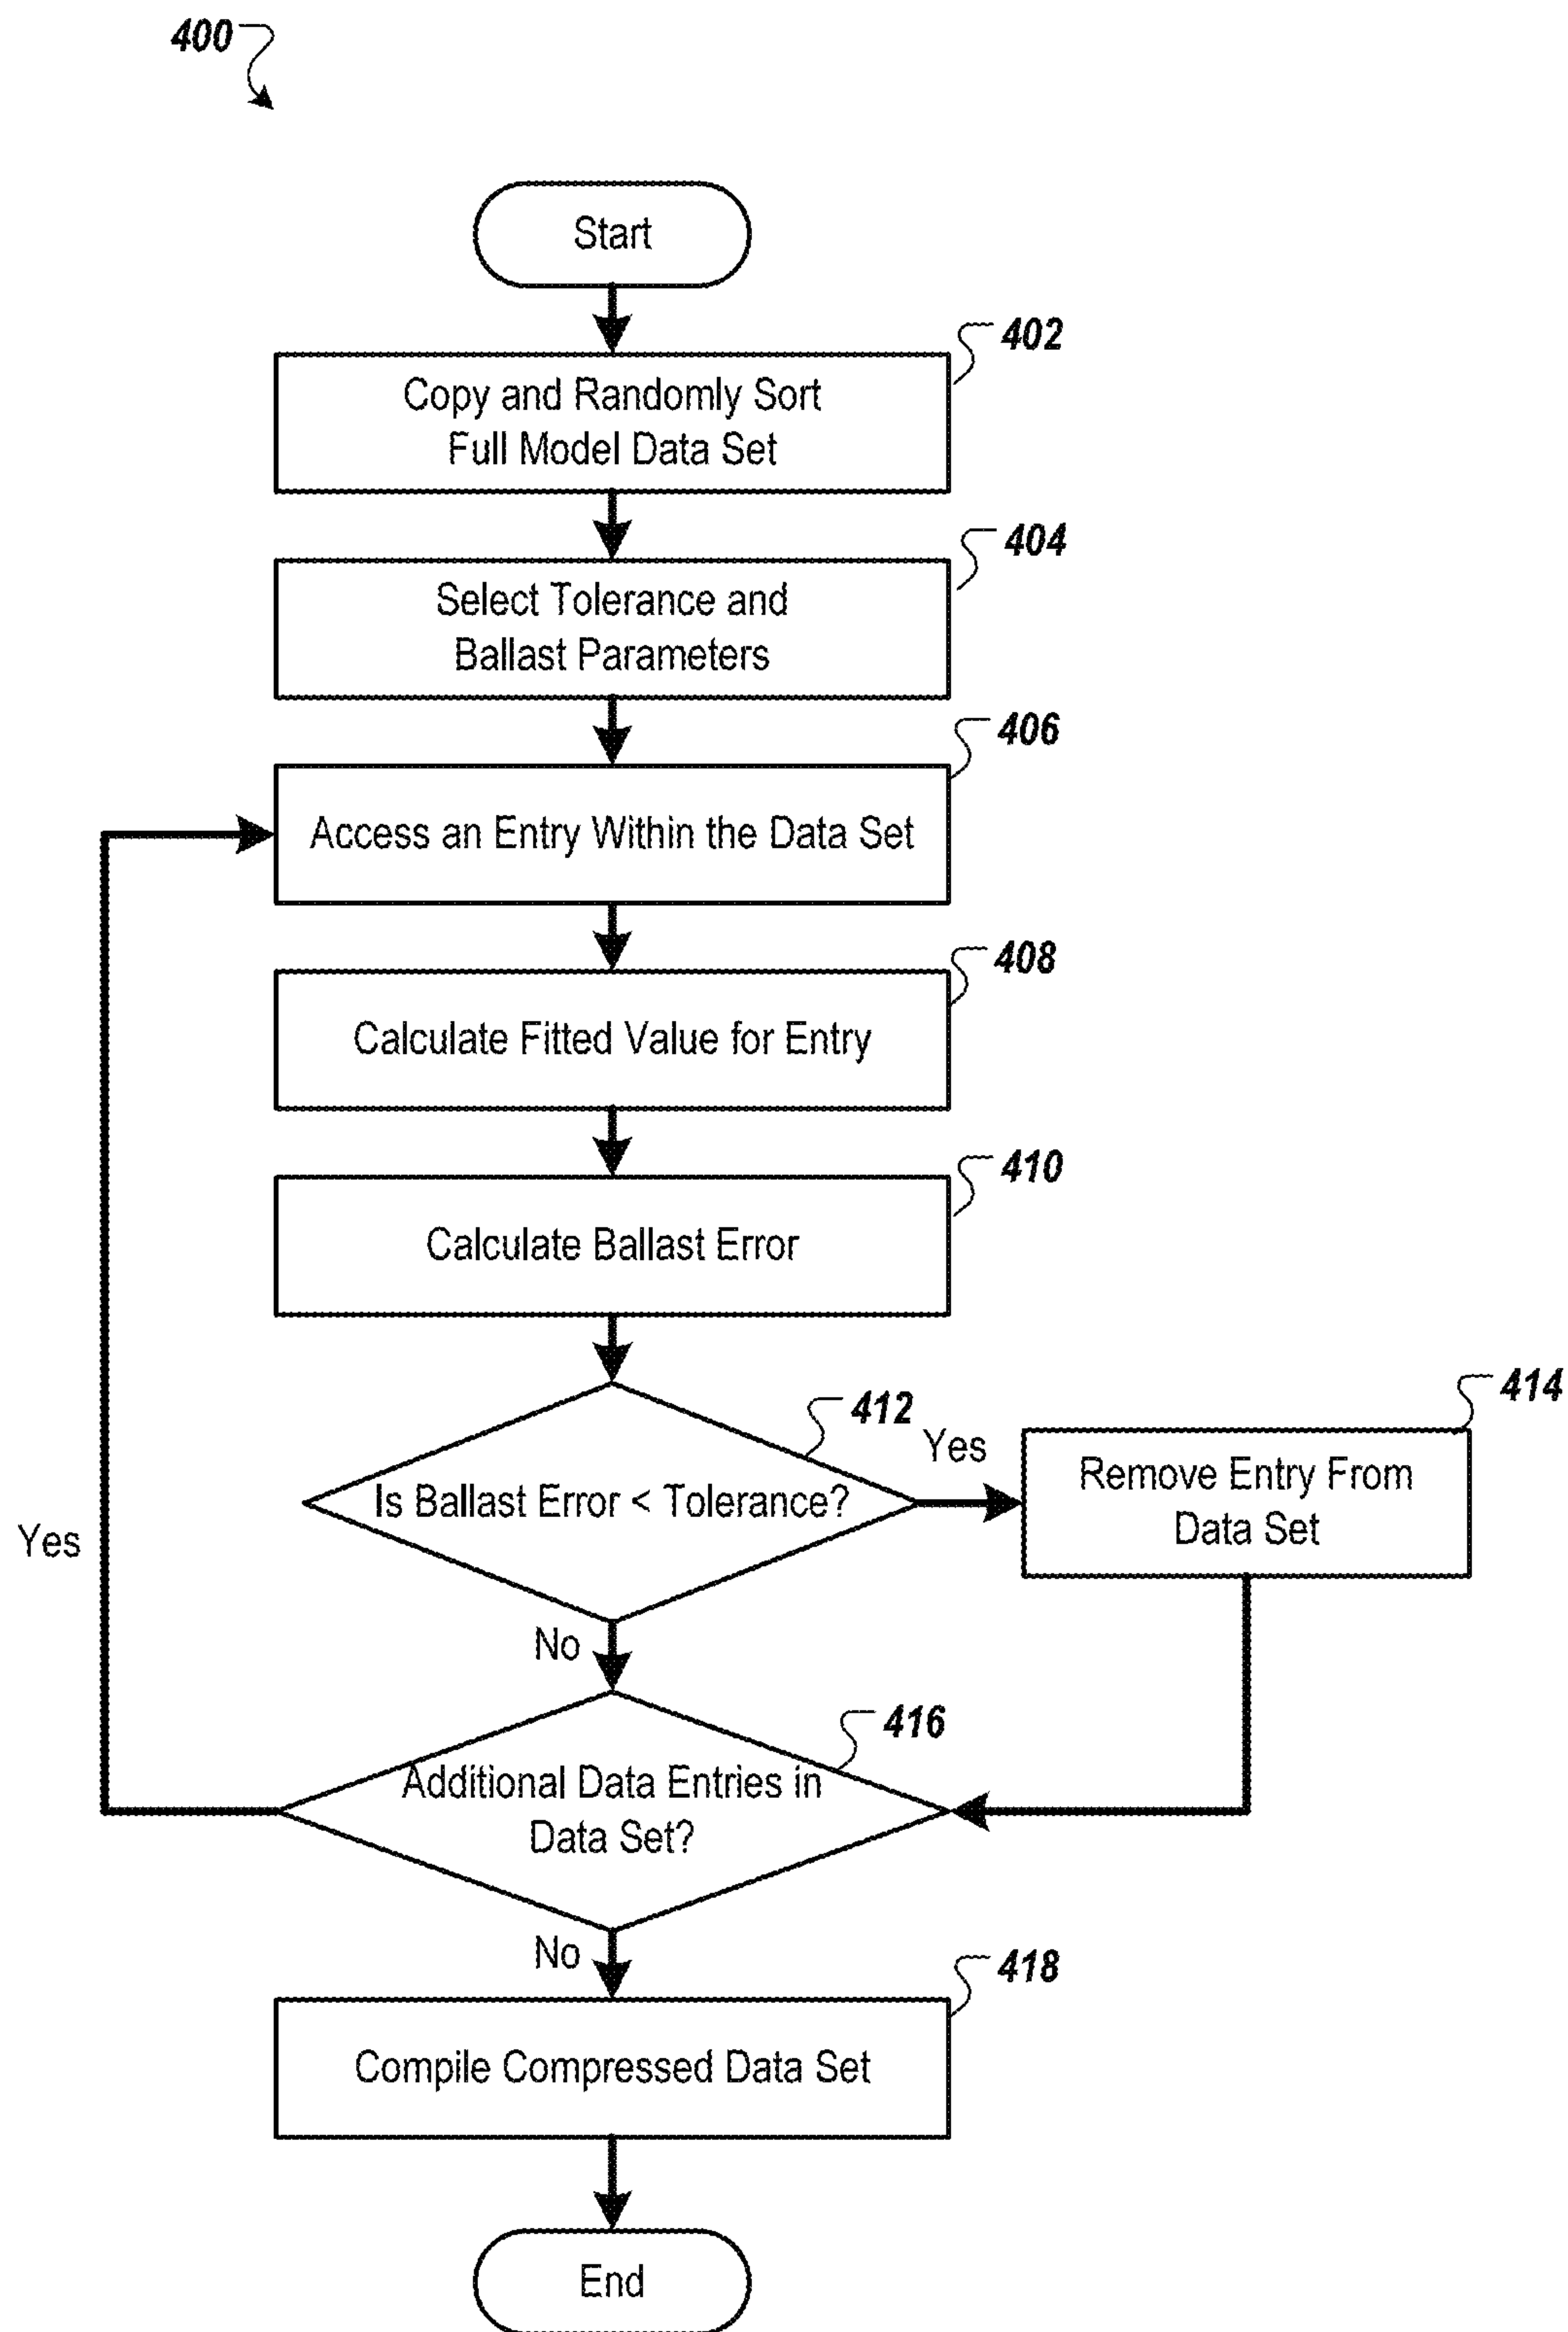 400
Start
402
Copy and Randomly Sort
Full Model Data Set
404
Select Tolerance and
Ballast Parameters
406
Access an Entry Within the Data Set
408
Calculate Fitted Value for Entry
410
Calculate Ballast Error
412
Is Ballast Error < Tolerance?
Yes
414
Remove Entry From
Data Set
Yes
No
416
Additional Data Entries in
Data Set?
No
418
Compile Compressed Data Set
End